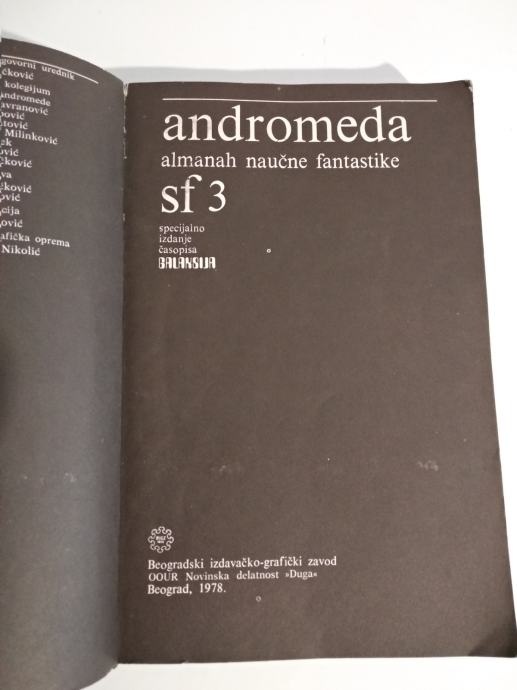 govorni urednik
čković
kolegijum
andromede
avranović
ović
tović
Milinković
ek
ović
čković
va
šković
ović
cija
ović
afička oprema
Nikolić
andromeda
almanah naučne fantastike
sf 3
specijalno
izdanje
časopisa
GALAKSIJA
Beogradski izdavačko-grafički zavod
OOUR Novinska delatnost »Duga«
Beograd, 1978.